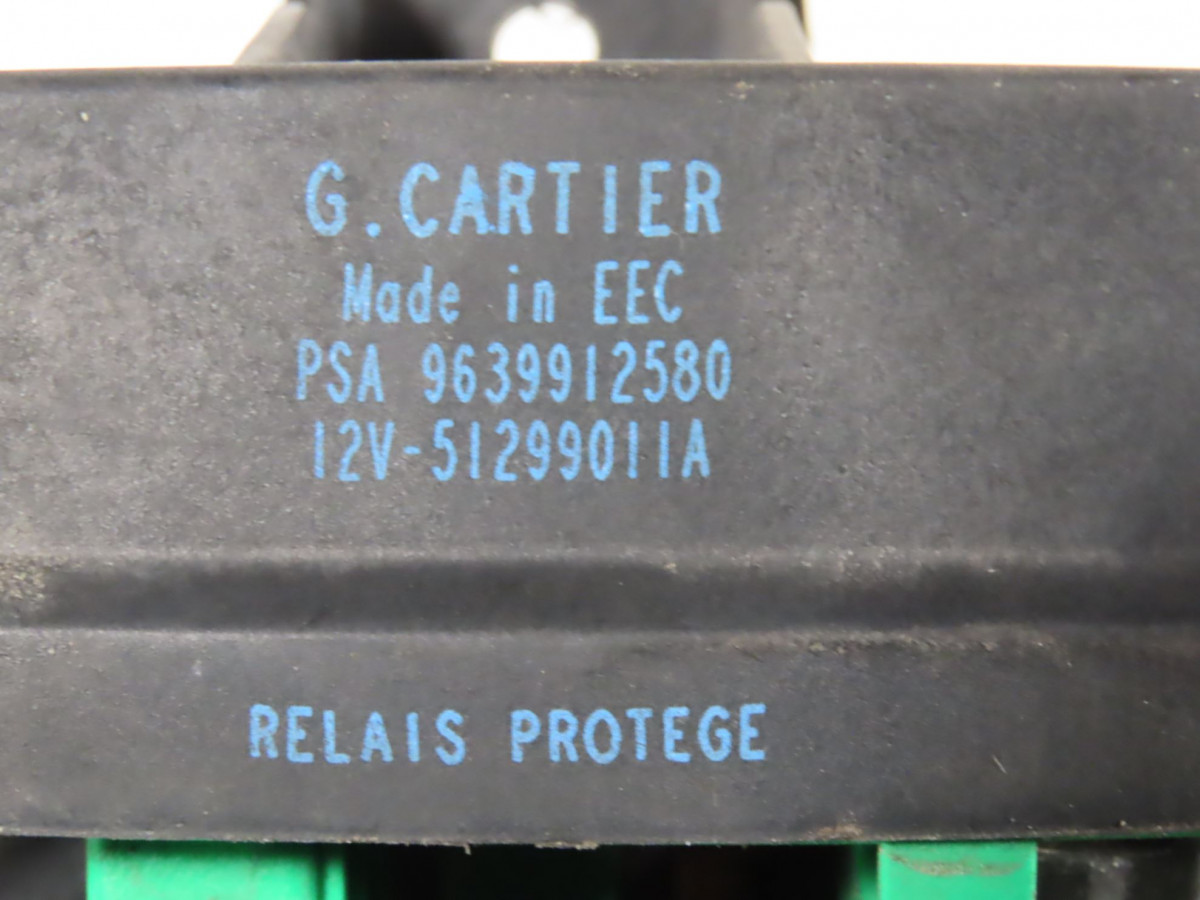 G.CARTIER
Made in EEC
PSA 9639912580
12V-51299011A
RELAIS PROTEGE